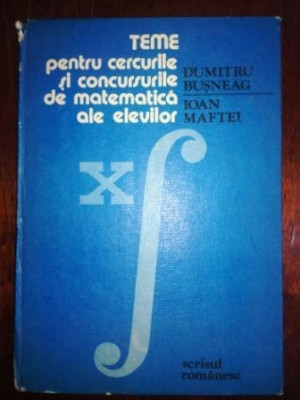 TEME
pentru cercurile
și concursurile
de matematică
ale elevilor
DUMITRU
BUȘNEAG
IOAN
MAFTEI
x
∫
scrisul
românesc